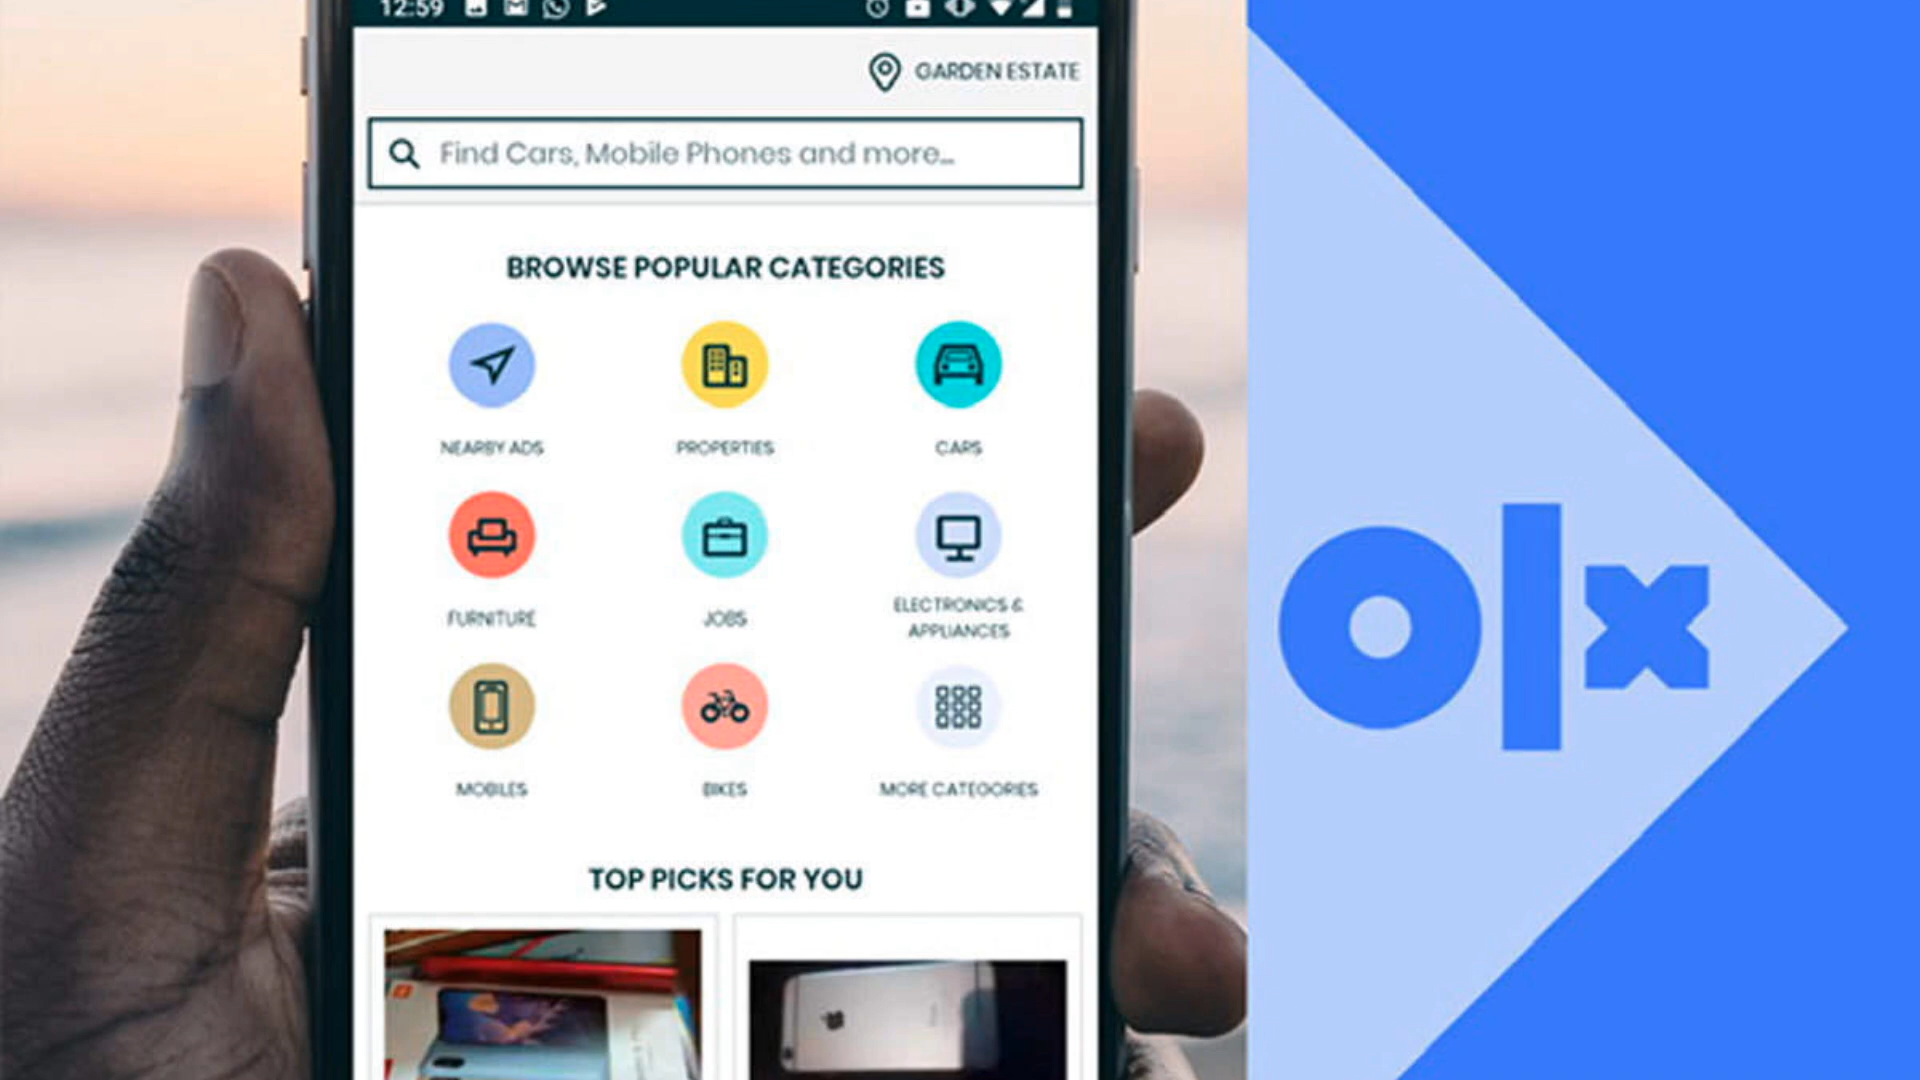 12:59
GARDEN ESTATE
Find Cars, Mobile Phones and more...
BROWSE POPULAR CATEGORIES
NEARBY ADS
PROPERTIES
CARS
FURNITURE
JOBS
ELECTRONICS &
APPLIANCES
MOBILES
BIKES
MORE CATEGORIES
TOP PICKS FOR YOU
olx